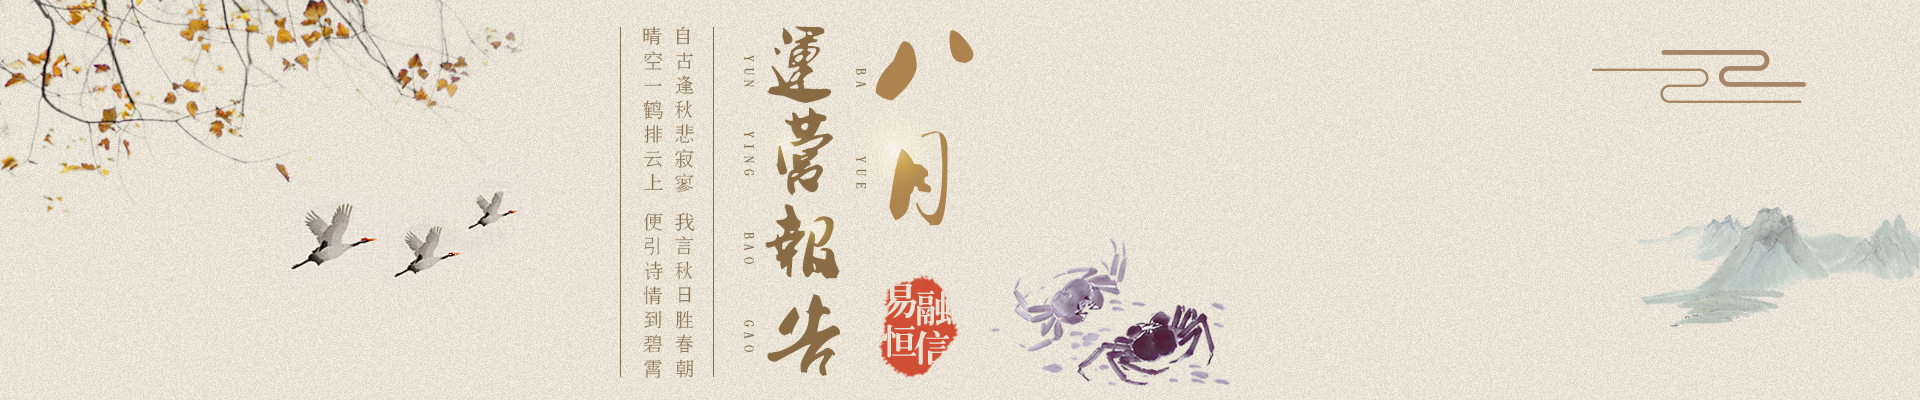 八月
BA YUE
運营報告
YUN YING BAO GAO
自古逢秋悲寂寥 我言秋日胜春朝
晴空一鹤排云上 便引诗情到碧霄
融信
易恒